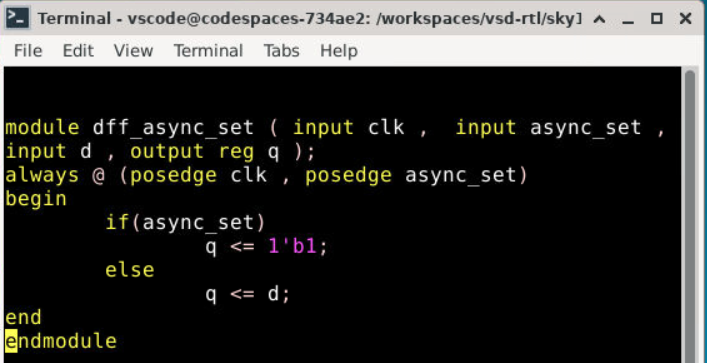 Terminal - vscode@codespaces-734ae2: /workspaces/vsd-rtl/sky]
File Edit View Terminal Tabs Help
module dff_async_set ( input clk ,  input async_set ,
input d , output reg q );
always @ (posedge clk , posedge async_set)
begin
        if(async_set)
                q <= 1'b1;
        else
                q <= d;
end
endmodule